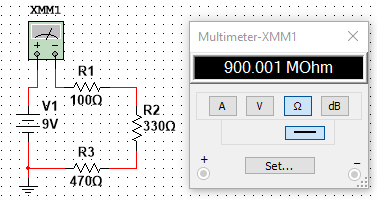 XMM1
R1
100Ω
V1
9V
R2
330Ω
R3
470Ω
Multimeter-XMM1
900.001 MOhm
A
V
Ω
dB
Set...